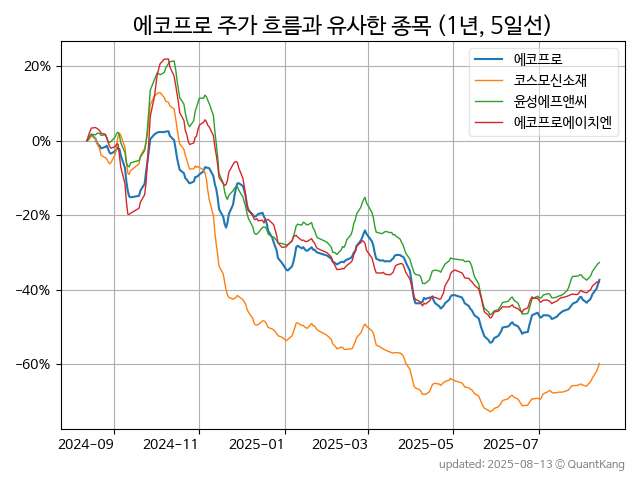 에코프로 주가 흐름과 유사한 종목 (1년, 5일선)
에코프로
코스모신소재
윤성에프앤씨
에코프로에이치엔
20%
0%
−20%
−40%
−60%
2024-09 2024-11 2025-01 2025-03 2025-05 2025-07
updated: 2025-08-13 © QuantKang